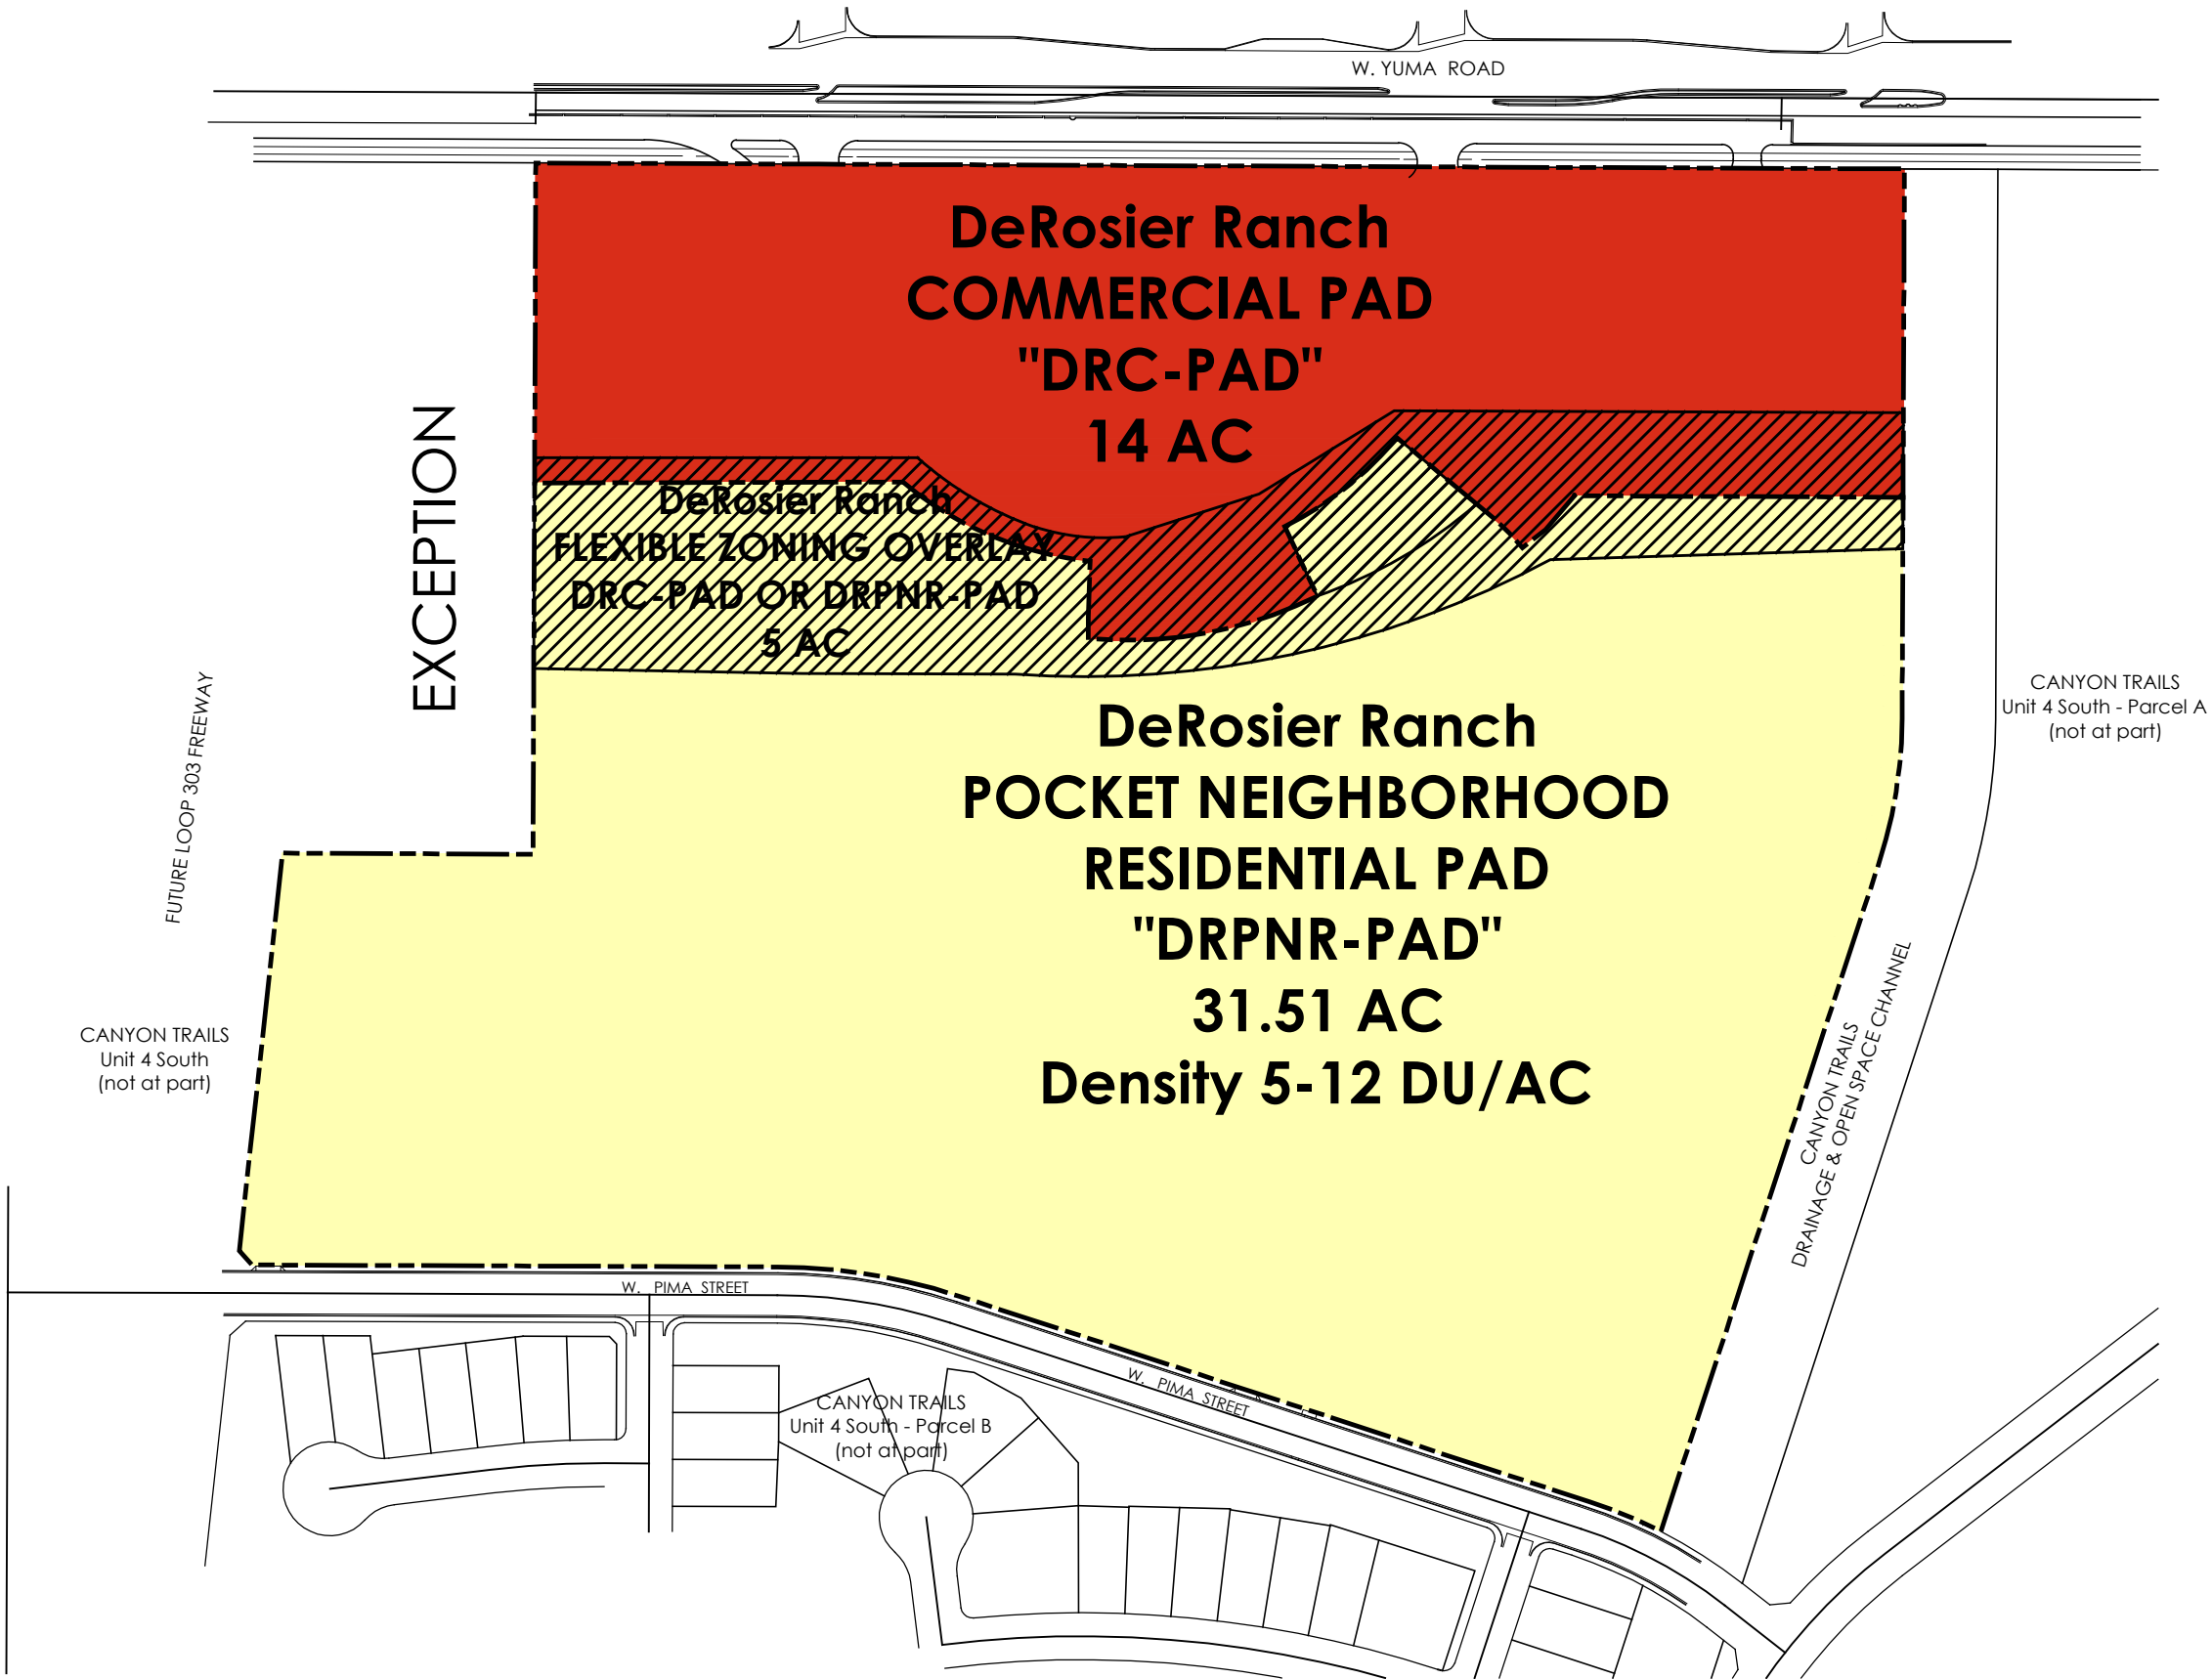 W. YUMA ROAD
DeRosier Ranch
COMMERCIAL PAD
"DRC-PAD"
14 AC
EXCEPTION
DeRosier Ranch
FLEXIBLE ZONING OVERLAY
DRC-PAD OR DRPNR-PAD
5 AC
FUTURE LOOP 303 FREEWAY
CANYON TRAILS
Unit 4 South - Parcel A
(not at part)
DeRosier Ranch
POCKET NEIGHBORHOOD
RESIDENTIAL PAD
"DRPNR-PAD"
31.51 AC
Density 5-12 DU/AC
CANYON TRAILS
Unit 4 South
(not at part)
CANYON TRAILS
DRAINAGE & OPEN SPACE CHANNEL
W. PIMA STREET
W. PIMA STREET
CANYON TRAILS
Unit 4 South - Parcel B
(not at part)